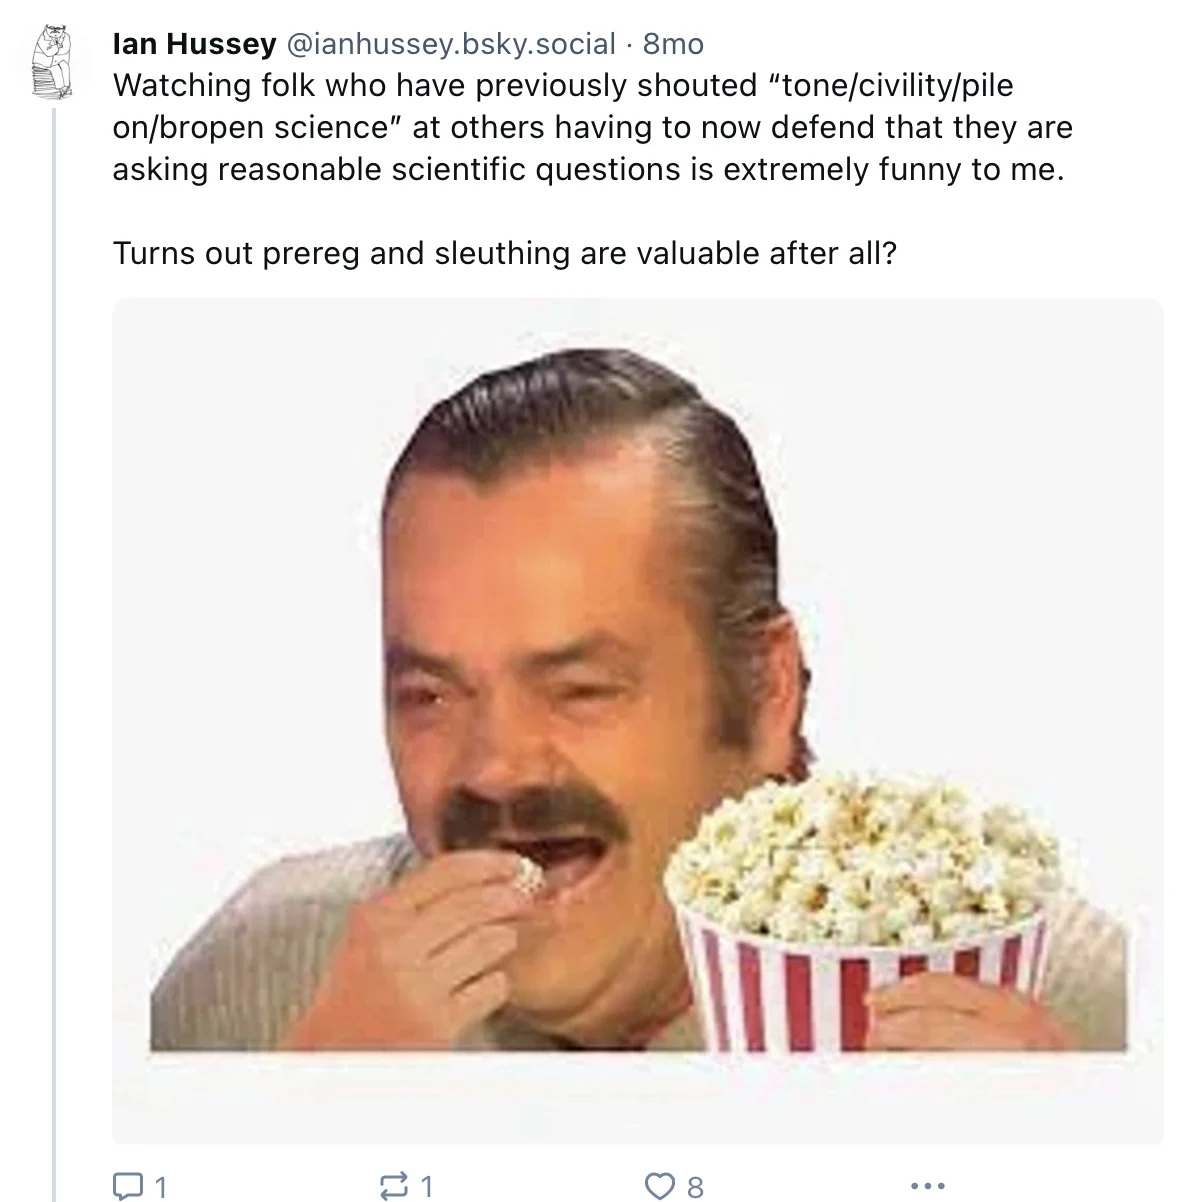 Ian Hussey @ianhussey.bsky.social · 8mo
Watching folk who have previously shouted “tone/civility/pile
on/bropen science” at others having to now defend that they are
asking reasonable scientific questions is extremely funny to me.
Turns out prereg and sleuthing are valuable after all?
1 1 8